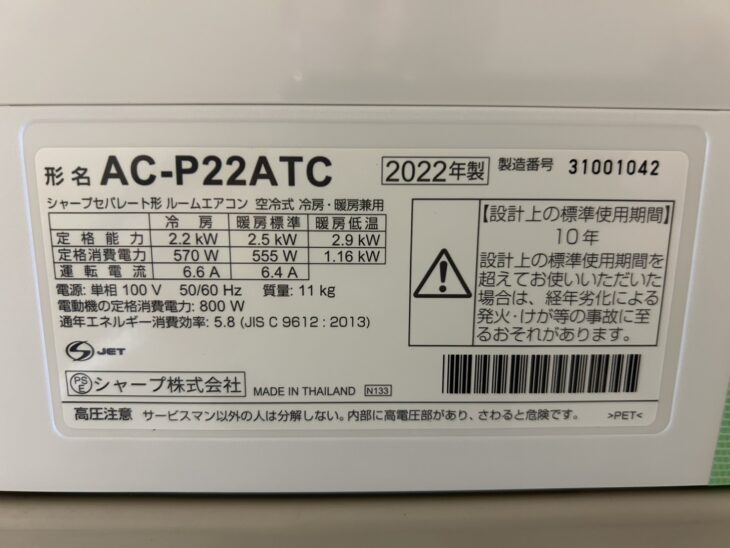 形名 AC-P22ATC 2022年製 製造番号 31001042
シャープセパレート形 ルームエアコン 空冷式 冷房・暖房兼用
冷房 暖房標準 暖房低温
定格能力 2.2 kW 2.5 kW 2.9 kW
定格消費電力 570 W 555 W 1.16 kW
運転電流 6.6 A 6.4 A
電源: 単相 100 V 50/60 Hz 質量: 11 kg
電動機の定格消費電力: 800 W
通年エネルギー消費効率: 5.8 (JIS C 9612 : 2013)
【設計上の標準使用期間】
10年
設計上の標準使用期間を
超えてお使いいただいた
場合は、経年劣化による
発火・けが等の事故に至
るおそれがあります。
S JET
PSE シャープ株式会社 MADE IN THAILAND N133
高圧注意 サービスマン以外の人は分解しない。内部に高電圧部があり、さわると危険です。 >PET<